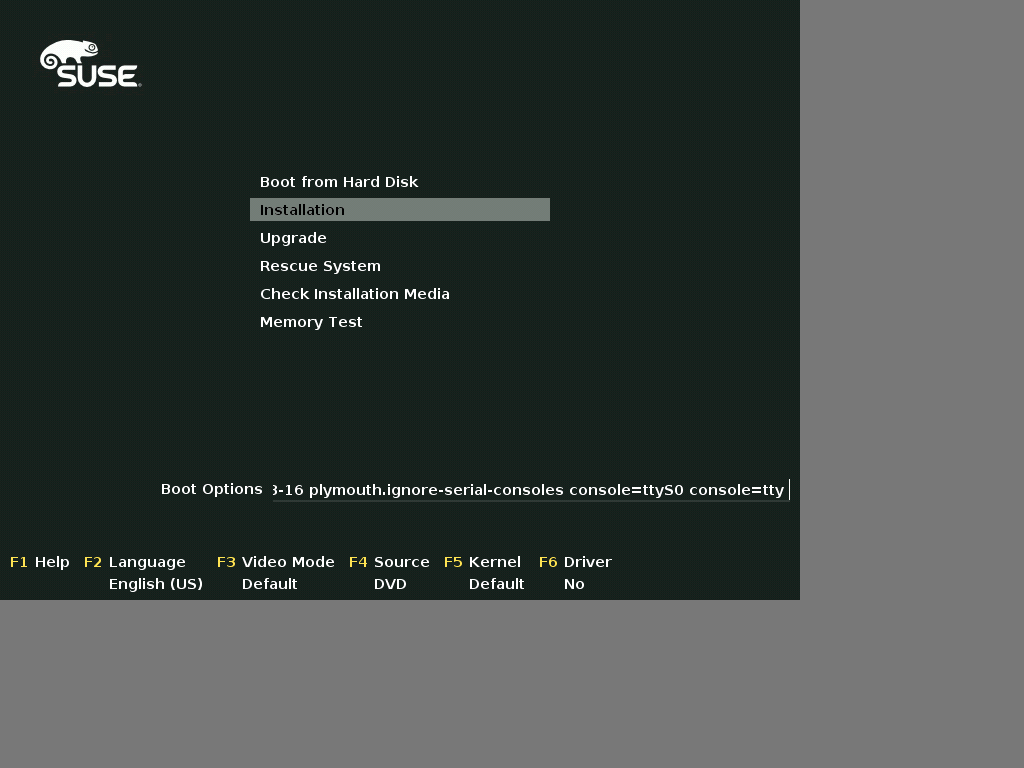 SUSE
Boot from Hard Disk
Installation
Upgrade
Rescue System
Check Installation Media
Memory Test
Boot Options 3-16 plymouth.ignore-serial-consoles console=ttyS0 console=tty
F1 Help F2 Language F3 Video Mode F4 Source F5 Kernel F6 Driver
English (US) Default DVD Default No